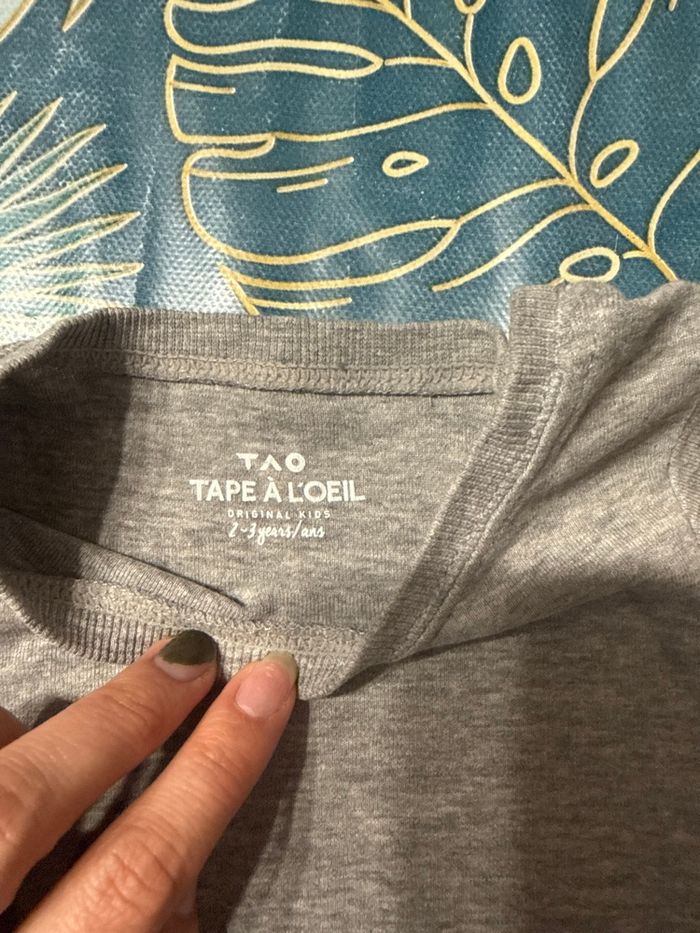 TAO
TAPE À L'OEIL
ORIGINAL KIDS
2-3 years/ans